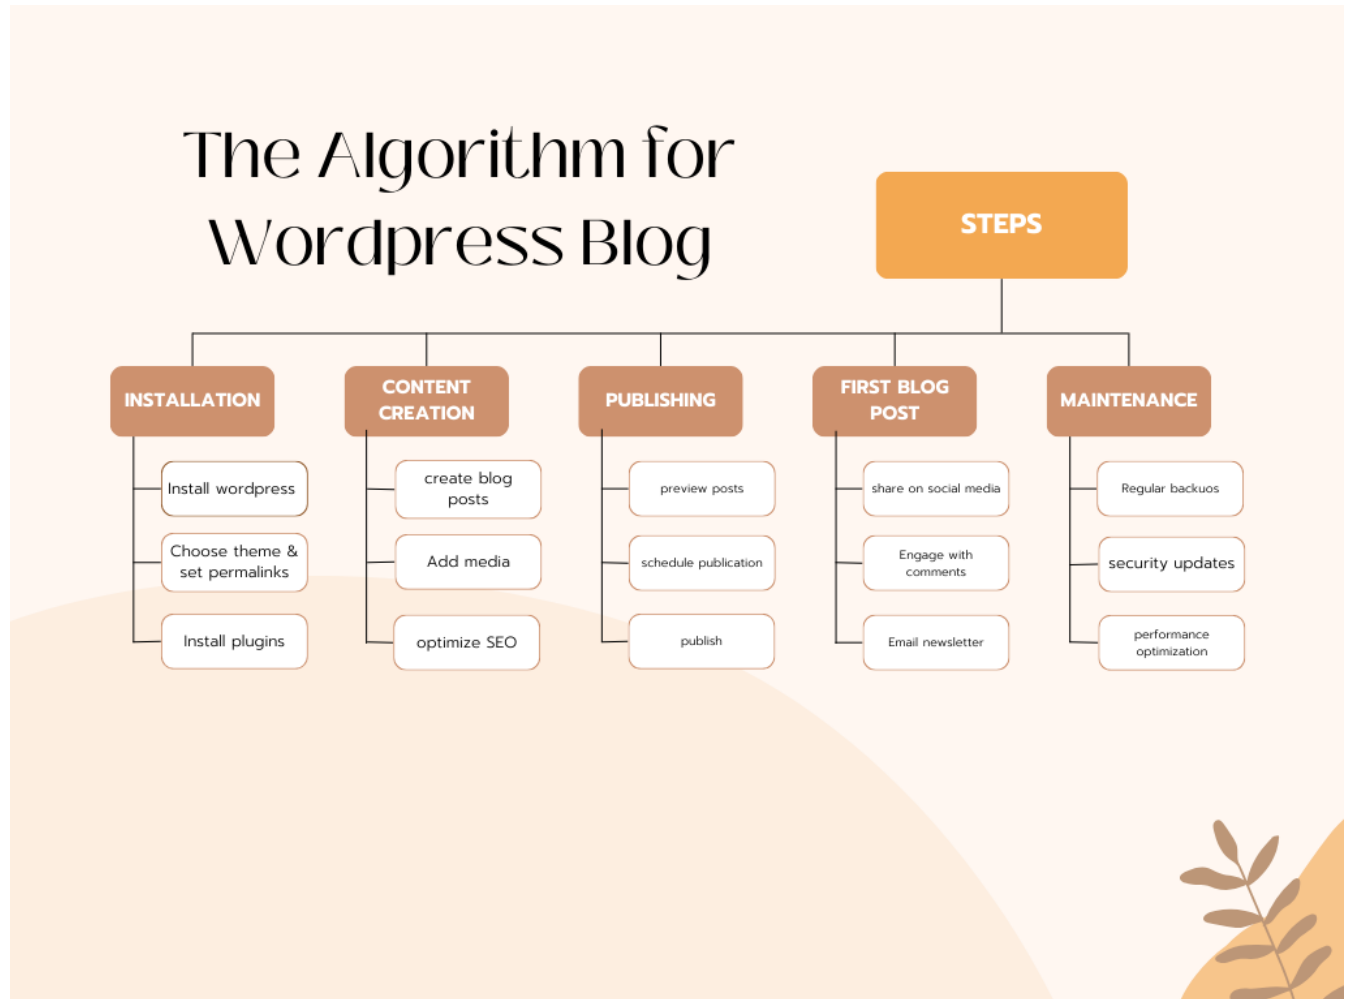 The Algorithm for
Wordpress Blog
STEPS
INSTALLATION
Install wordpress
Choose theme &
set permalinks
Install plugins
CONTENT
CREATION
create blog
posts
Add media
optimize SEO
PUBLISHING
preview posts
schedule publication
publish
FIRST BLOG
POST
share on social media
Engage with
comments
Email newsletter
MAINTENANCE
Regular backuos
security updates
performance
optimization